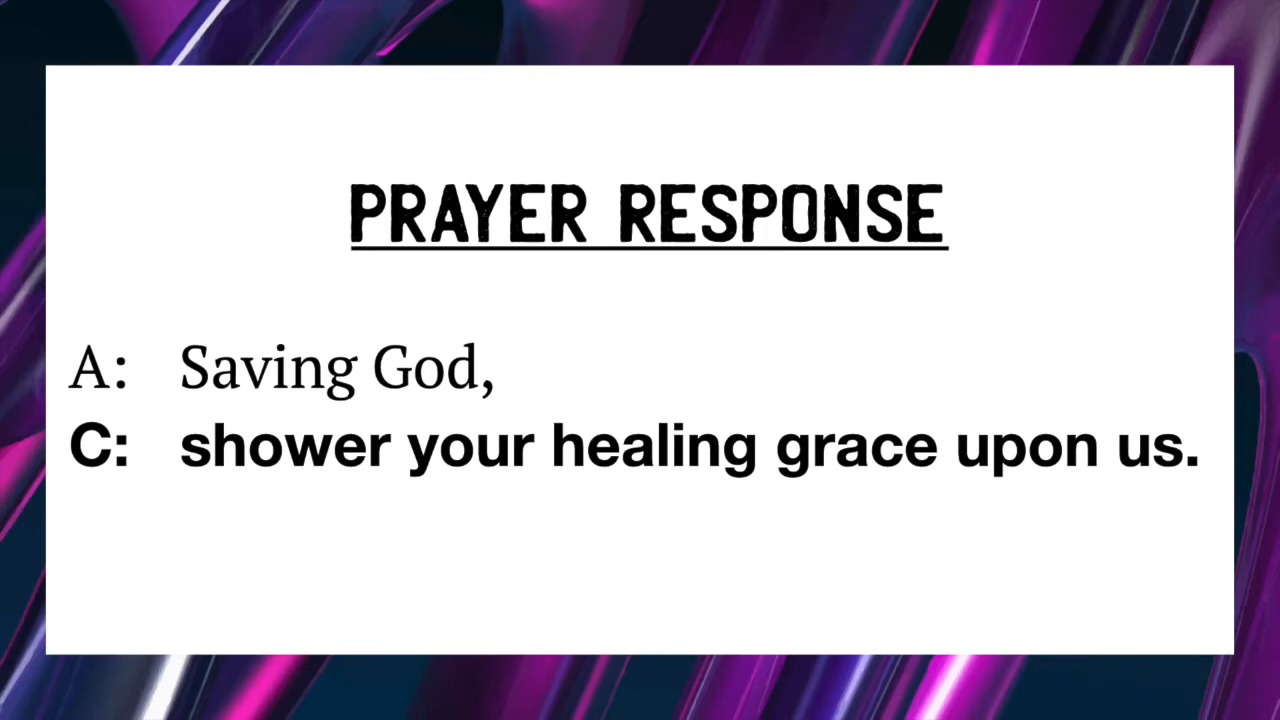 PRAYER RESPONSE
A: Saving God,
C: shower your healing grace upon us.